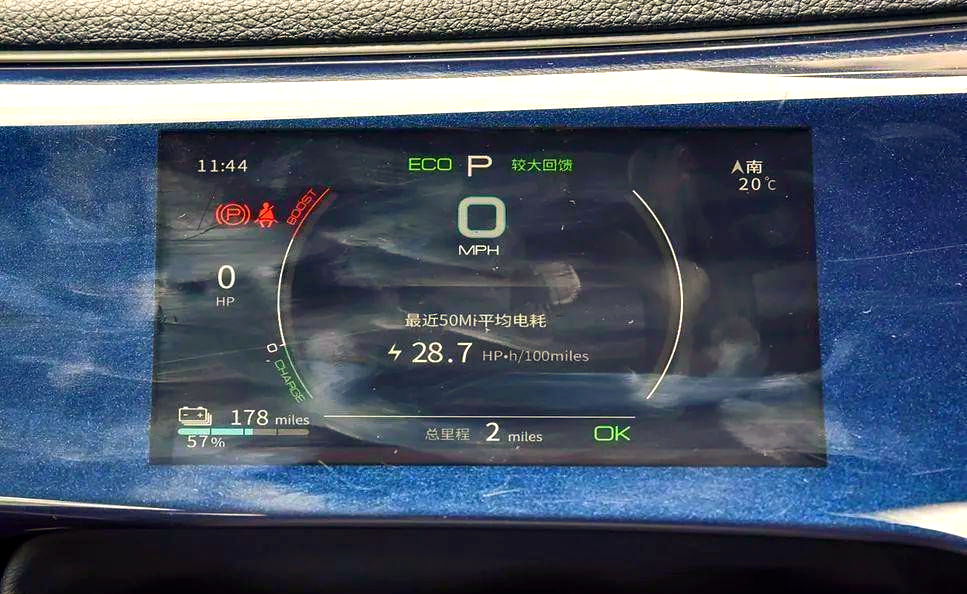 11:44
ECO P 较大回馈
南
20°C
P
BOOST
0
MPH
0
HP
最近50Mi平均电耗
28.7 HP•h/100miles
0
CHARGE
178 miles
57%
总里程 2 miles OK